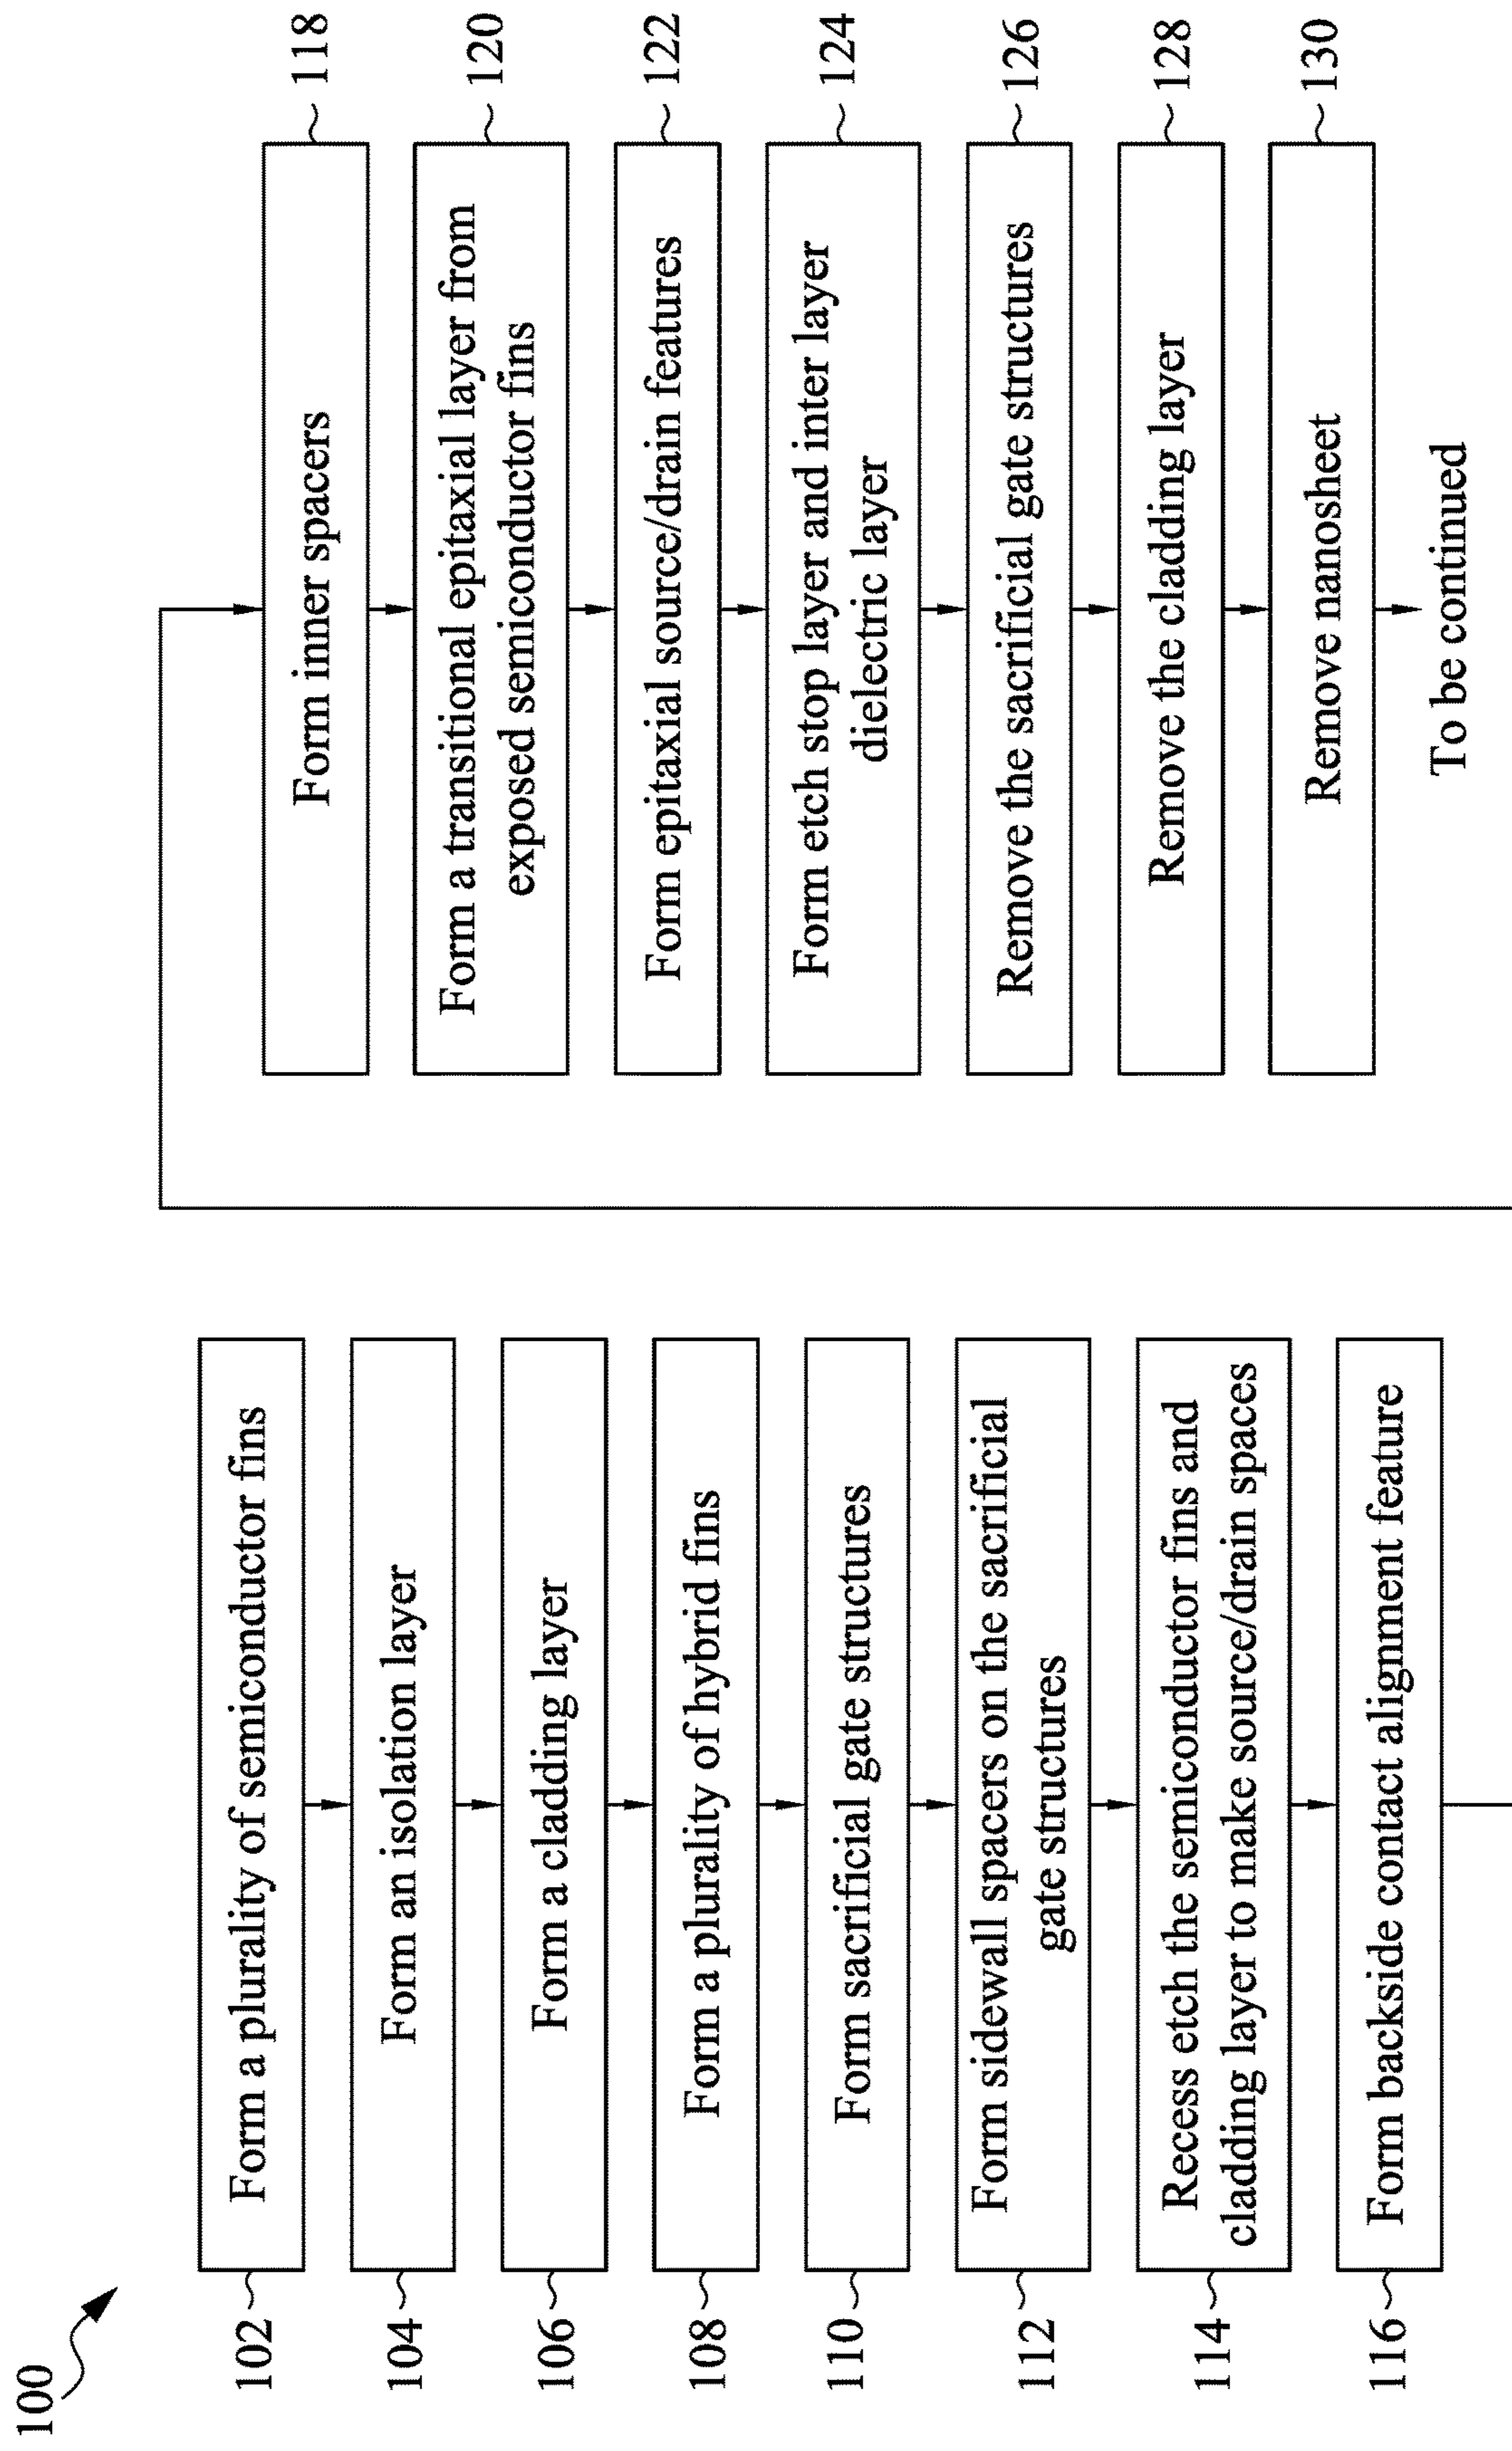 100
102
Form a plurality of semiconductor fins
104
Form an isolation layer
106
Form a cladding layer
108
Form a plurality of hybrid fins
110
Form sacrificial gate structures
112
Form sidewall spacers on the sacrificial
gate structures
114
Recess etch the semiconductor fins and
cladding layer to make source/drain spaces
116
Form backside contact alignment feature
Form inner spacers
118
Form a transitional epitaxial layer from
exposed semiconductor fins
120
Form epitaxial source/drain features
122
Form etch stop layer and inter layer
dielectric layer
124
Remove the sacrificial gate structures
126
Remove the cladding layer
128
Remove nanosheet
130
To be continued